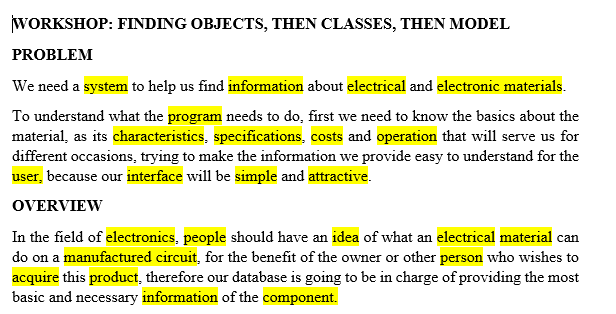 WORKSHOP: FINDING OBJECTS, THEN CLASSES, THEN MODEL
PROBLEM
We need a system to help us find information about electrical and electronic materials.
To understand what the program needs to do, first we need to know the basics about the
material, as its characteristics, specifications, costs and operation that will serve us for
different occasions, trying to make the information we provide easy to understand for the
user, because our interface will be simple and attractive.
OVERVIEW
In the field of electronics, people should have an idea of what an electrical material can
do on a manufactured circuit, for the benefit of the owner or other person who wishes to
acquire this product, therefore our database is going to be in charge of providing the most
basic and necessary information of the component.